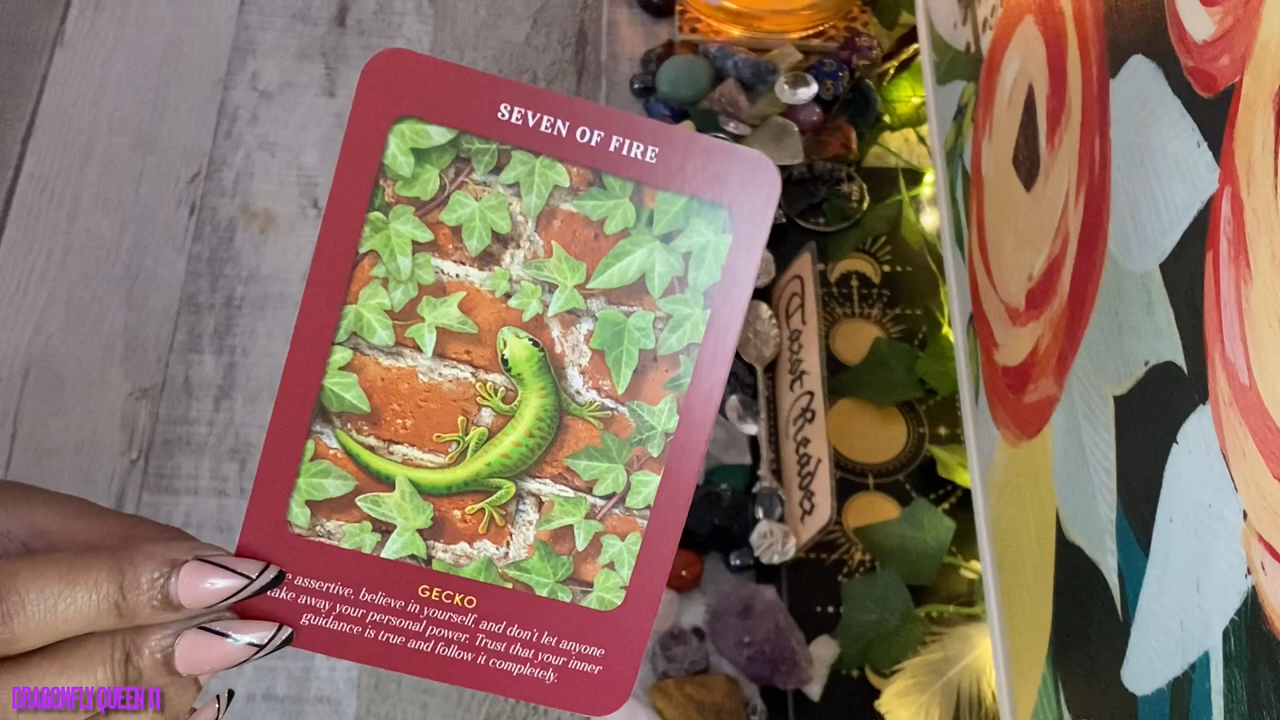 SEVEN OF FIRE
GECKO
assertive, believe in yourself, and don't let anyone
take away your personal power. Trust that your inner
guidance is true and follow it completely.
Tarot Reader
DRAGONFLY QUEEN 11